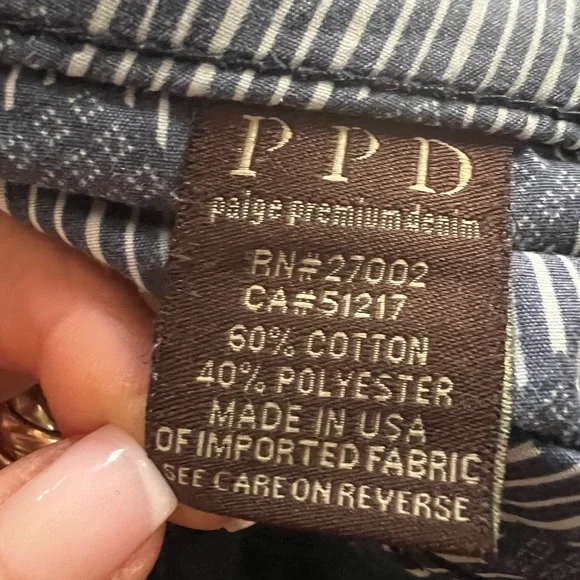 PPD
paige premium denim
RN#27002
CA#51217
60% COTTON
40% POLYESTER
MADE IN USA
OF IMPORTED FABRIC
SEE CARE ON REVERSE